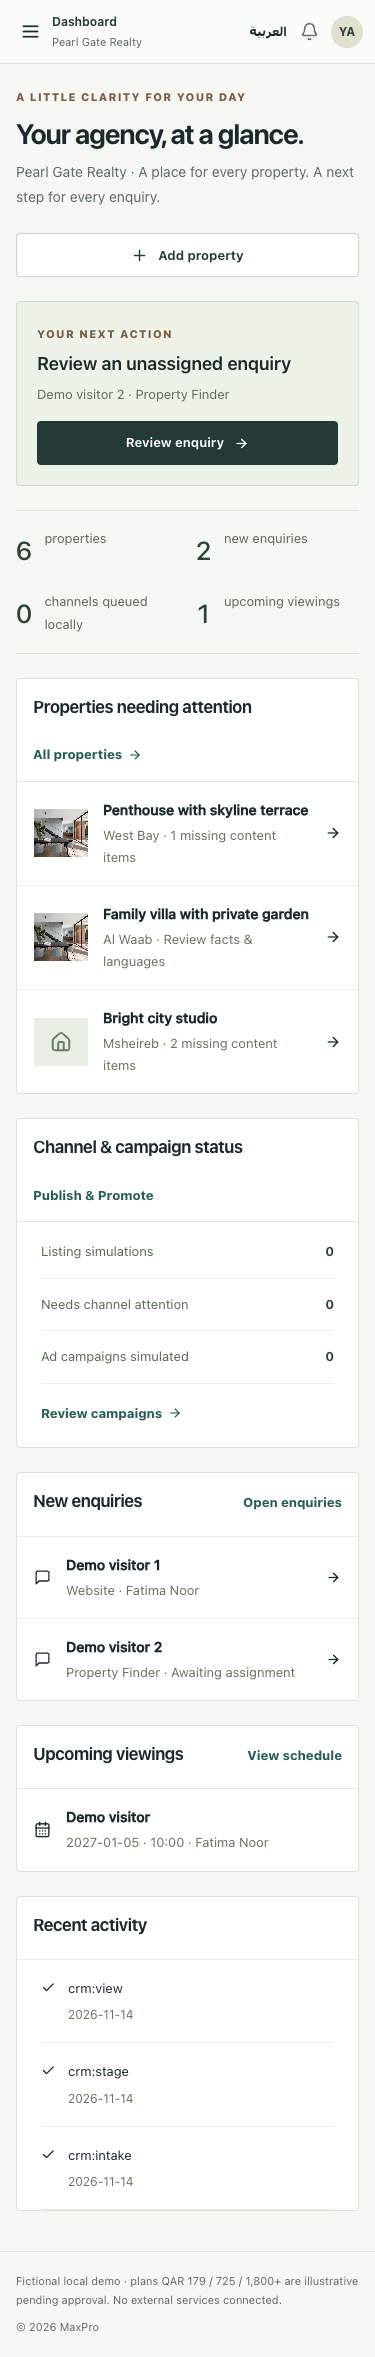 Dashboard
Pearl Gate Realty
العربية
YA
A LITTLE CLARITY FOR YOUR DAY
Your agency, at a glance.
Pearl Gate Realty · A place for every property. A next
step for every enquiry.
Add property
YOUR NEXT ACTION
Review an unassigned enquiry
Demo visitor 2 · Property Finder
Review enquiry
6 properties
2 new enquiries
0 channels queued
locally
1 upcoming viewings
Properties needing attention
All properties
Penthouse with skyline terrace
West Bay · 1 missing content
items
Family villa with private garden
Al Waab · Review facts &
languages
Bright city studio
Msheireb · 2 missing content
items
Channel & campaign status
Publish & Promote
Listing simulations 0
Needs channel attention 0
Ad campaigns simulated 0
Review campaigns
New enquiries
Open enquiries
Demo visitor 1
Website · Fatima Noor
Demo visitor 2
Property Finder · Awaiting assignment
Upcoming viewings
View schedule
Demo visitor
2027-01-05 · 10:00 · Fatima Noor
Recent activity
crm:view
2026-11-14
crm:stage
2026-11-14
crm:intake
2026-11-14
Fictional local demo · plans QAR 179 / 725 / 1,800+ are illustrative
pending approval. No external services connected.
© 2026 MaxPro